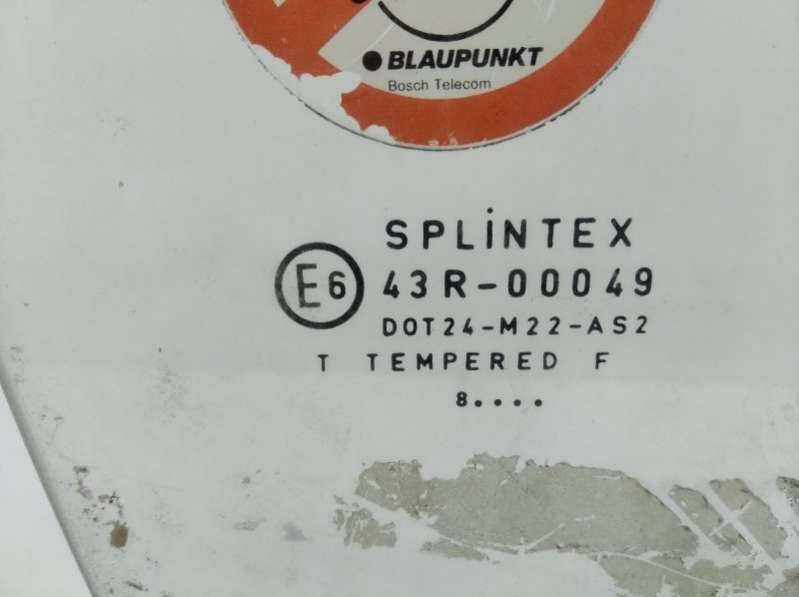 BLAUPUNKT
Bosch Telecom
SPLiNTEX
E6 43R-00049
DOT24-M22-AS2
T TEMPERED F
8....